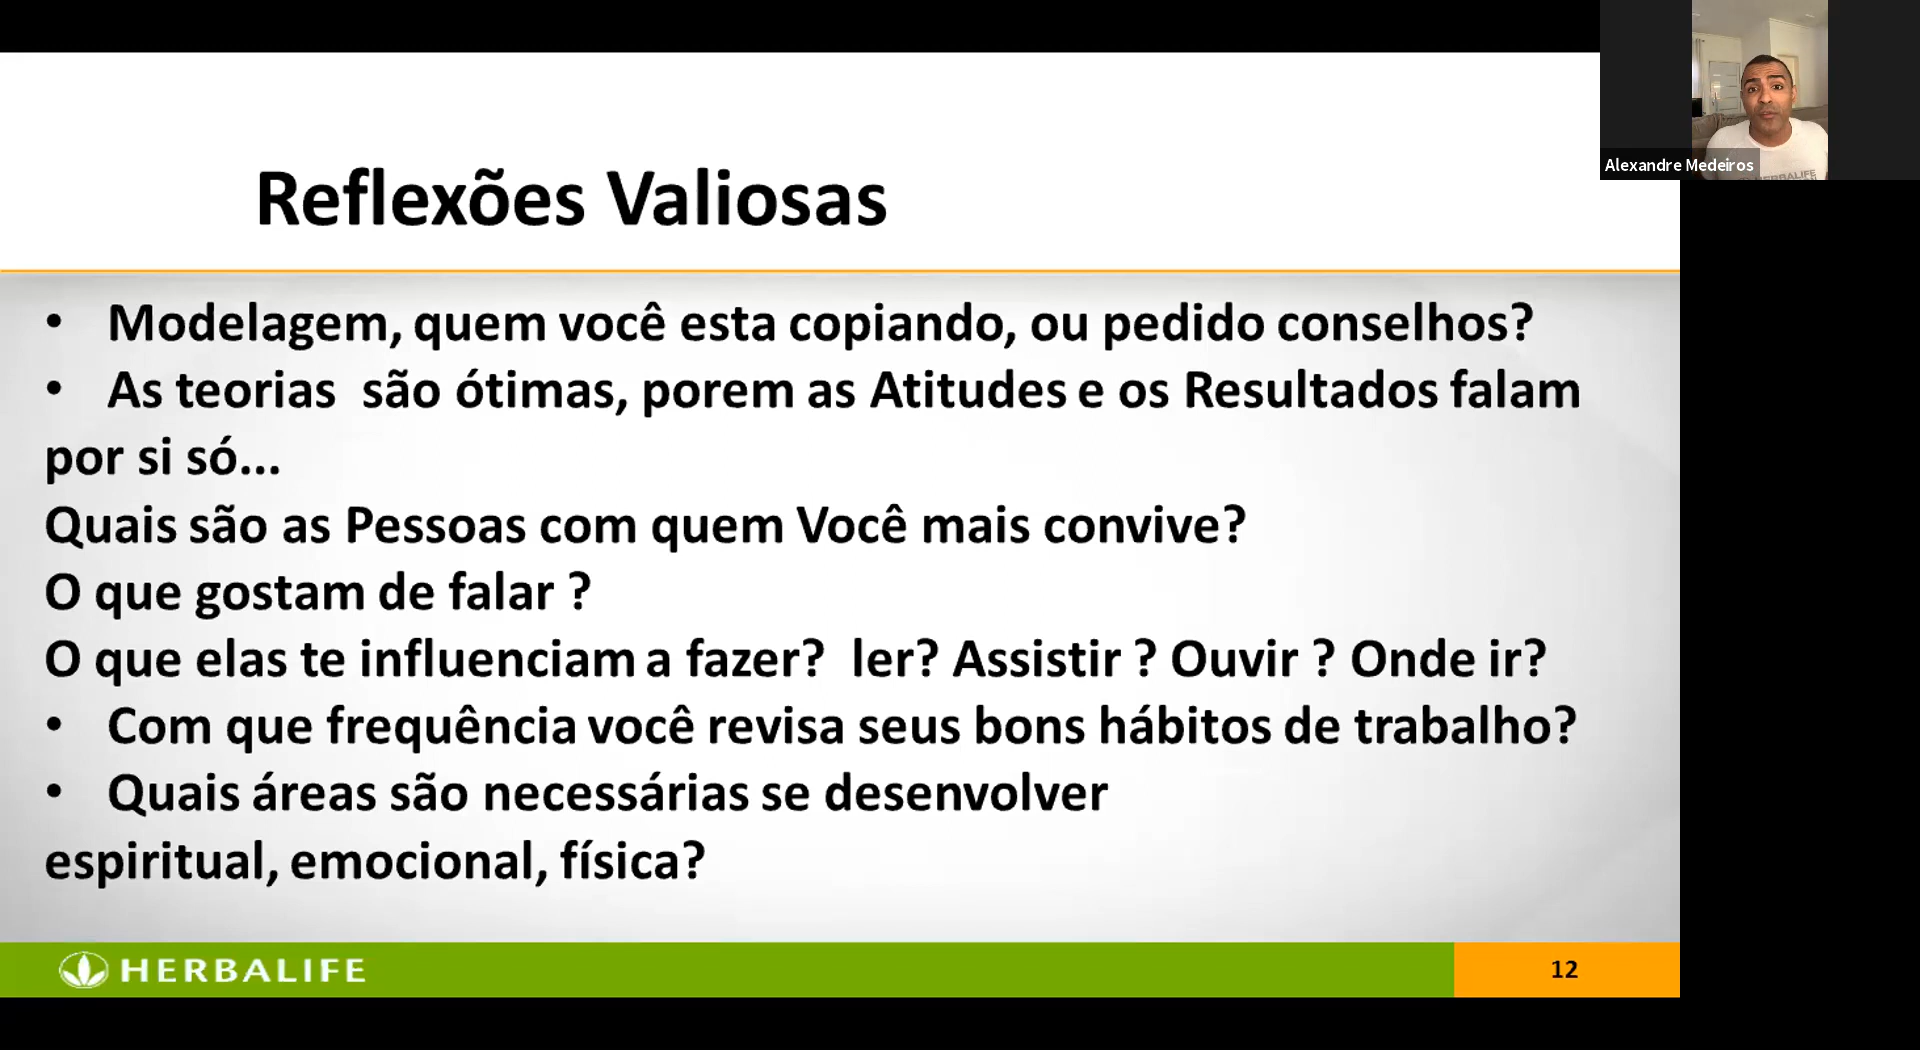 Alexandre Medeiros
HERBALIFE
Reflexões Valiosas
• Modelagem, quem você esta copiando, ou pedido conselhos?
• As teorias são ótimas, porem as Atitudes e os Resultados falam
por si só...
Quais são as Pessoas com quem Você mais convive?
O que gostam de falar ?
O que elas te influenciam a fazer? ler? Assistir ? Ouvir ? Onde ir?
• Com que frequência você revisa seus bons hábitos de trabalho?
• Quais áreas são necessárias se desenvolver
espiritual, emocional, física?
HERBALIFE
12